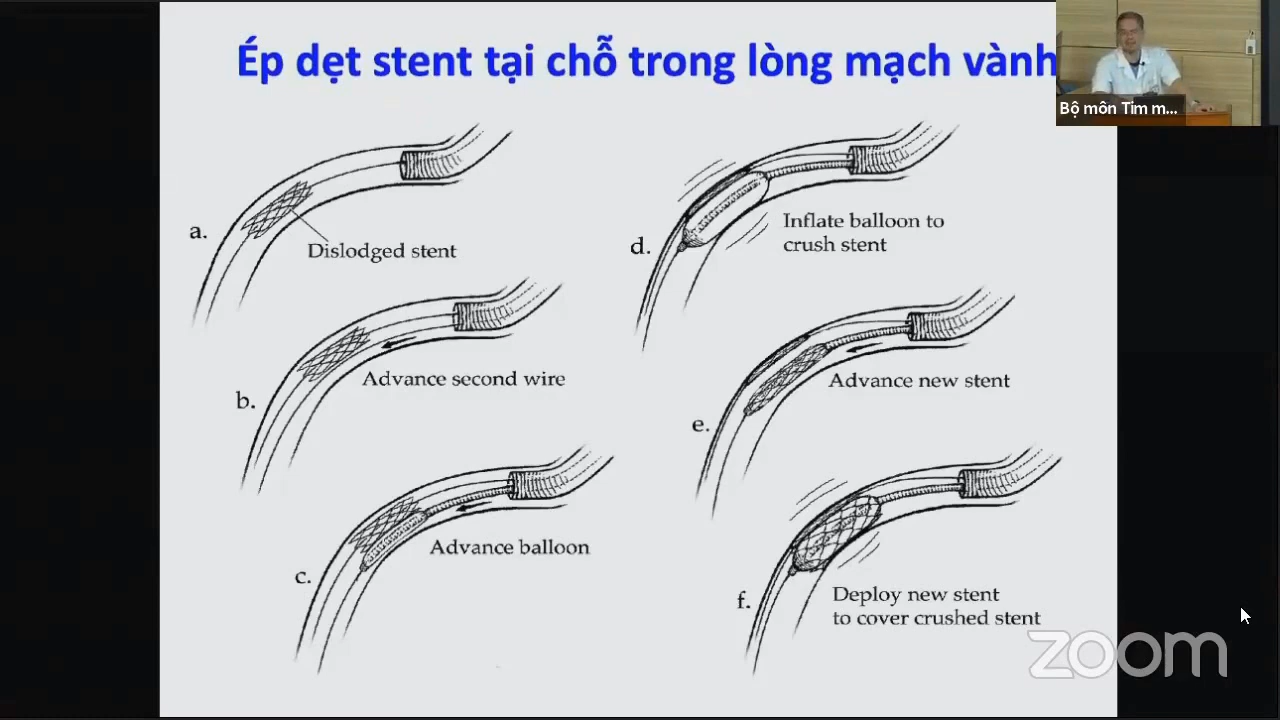 Ép dẹt stent tại chỗ trong lòng mạch vành
Bộ môn Tim m...
a.
Dislodged stent
b.
Advance second wire
c.
Advance balloon
d.
Inflate balloon to
crush stent
e.
Advance new stent
f.
Deploy new stent
to cover crushed stent
zoom